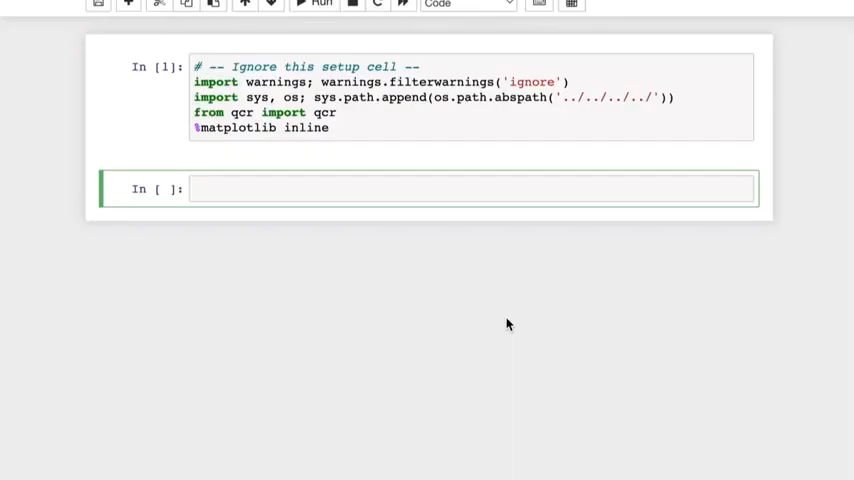 Run
Code
In [1]:
# -- Ignore this setup cell --
import warnings; warnings.filterwarnings('ignore')
import sys, os; sys.path.append(os.path.abspath('../../../../'))
from qcr import qcr
%matplotlib inline
In [ ]: